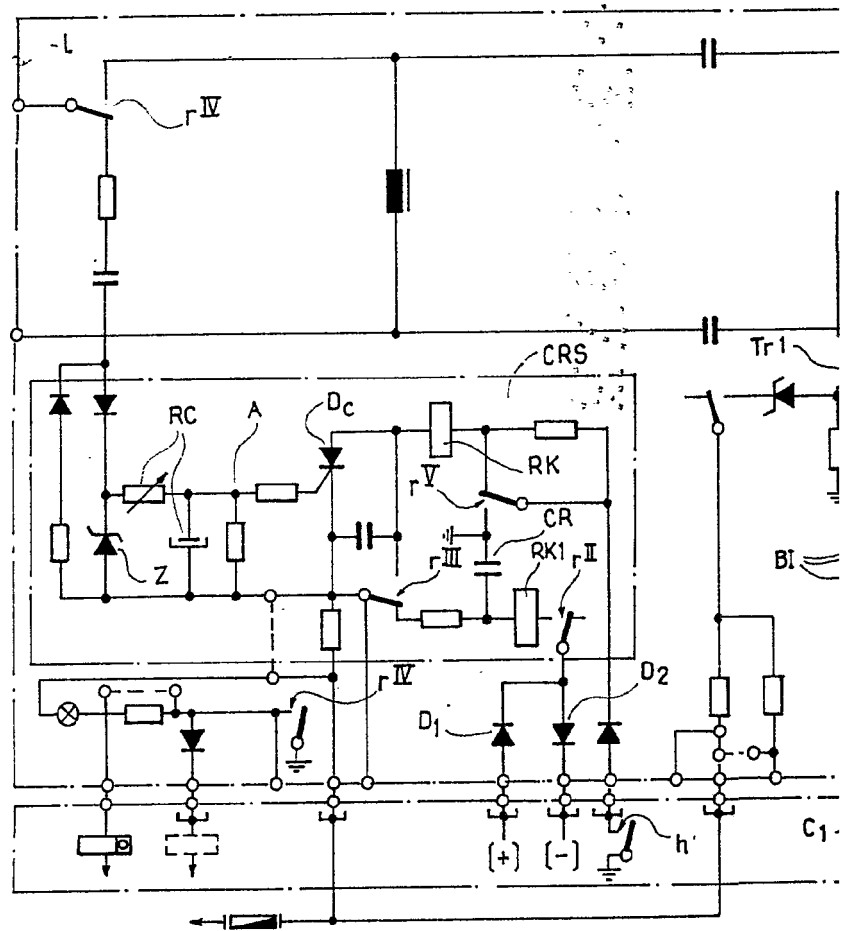 -L
r IV
Tr1
CRS
RC
A
Dc
RK
r V
CR
RK1
r II
r III
Z
BI
r IV
D1
D2
h'
C1
(+)
(-)